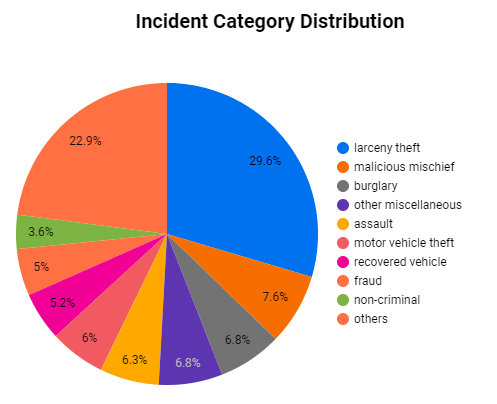 Incident Category Distribution
22.9%
29.6%
3.6%
5%
5.2%
6%
6.3%
6.8%
6.8%
7.6%
larceny theft
malicious mischief
burglary
other miscellaneous
assault
motor vehicle theft
recovered vehicle
fraud
non-criminal
others